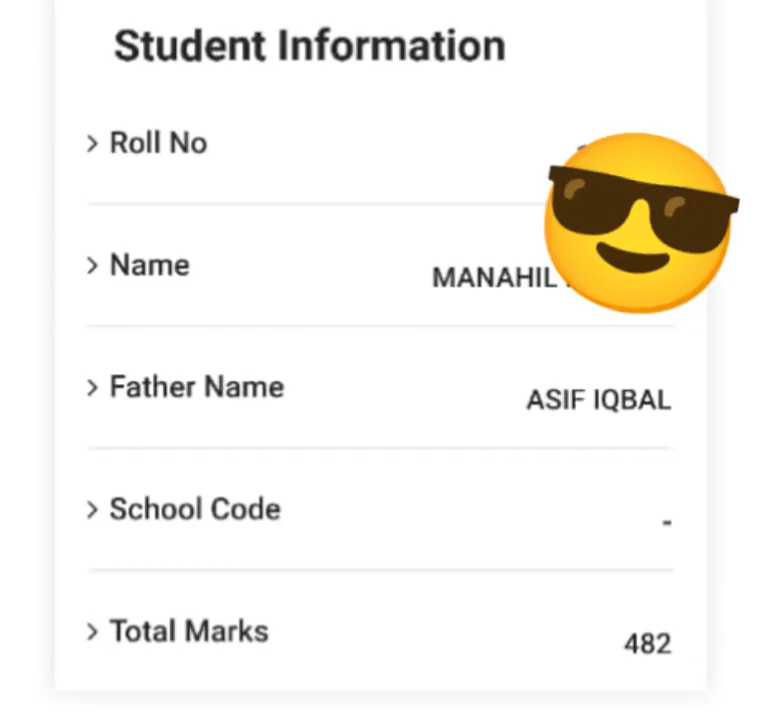 Student Information
> Roll No
> Name
MANAHIL
> Father Name
ASIF IQBAL
> School Code
-
> Total Marks
482